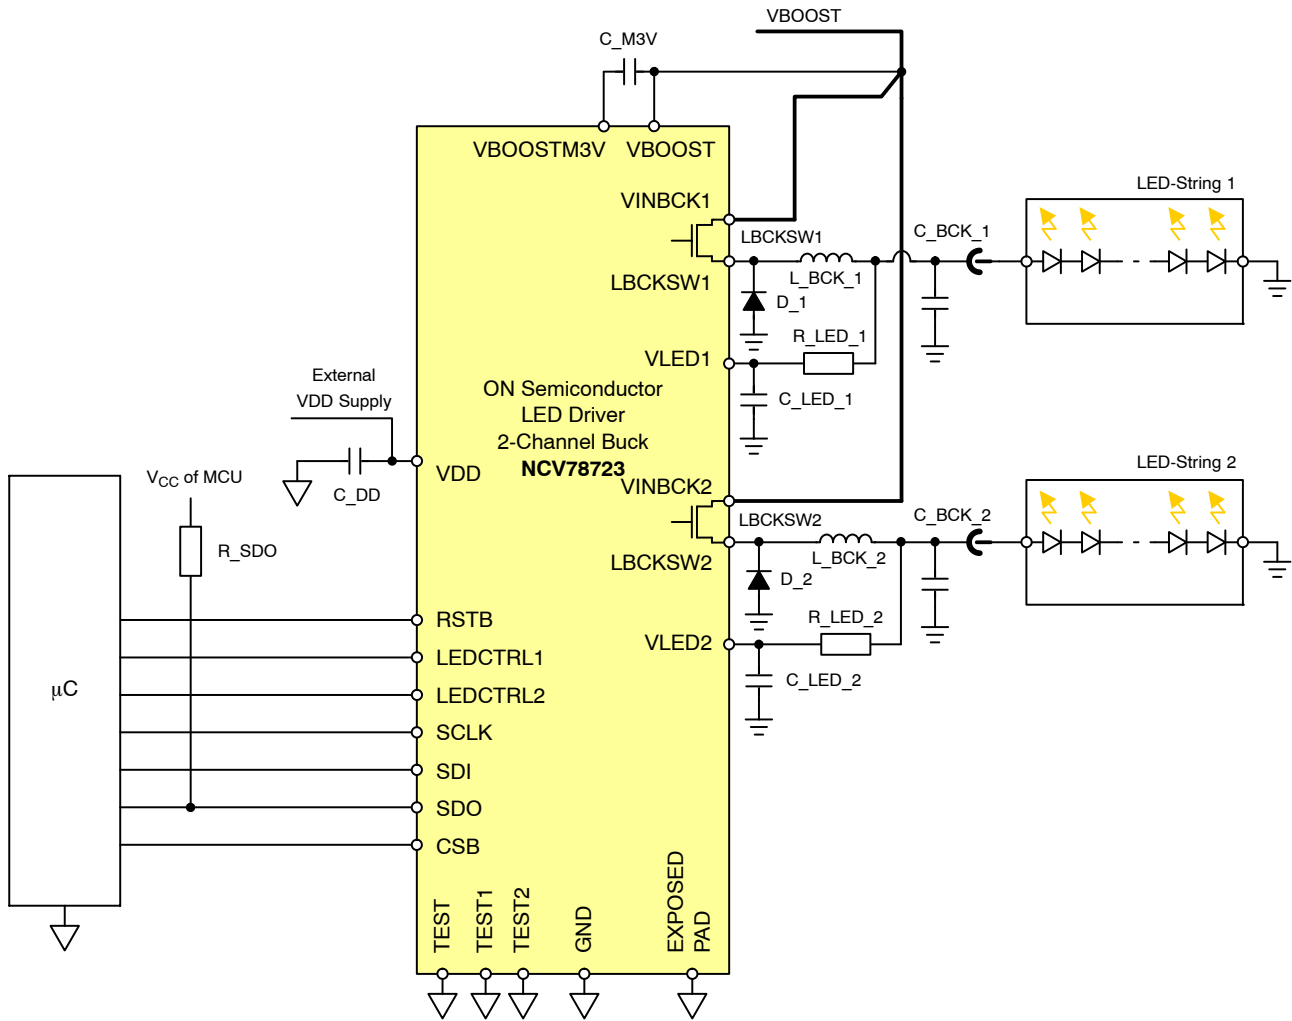 VBOOST
C_M3V
VBOOSTM3V
VBOOST
LED-String 1
VINBCK1
LBCKSW1
C_BCK_1
LBCKSW1
L_BCK_1
D_1
R_LED_1
VLED1
C_LED_1
External
VDD Supply
ON Semiconductor
LED Driver
2-Channel Buck
NCV78723
VDD
C_DD
VCC of MCU
R_SDO
LED-String 2
VINBCK2
LBCKSW2
C_BCK_2
LBCKSW2
L_BCK_2
D_2
R_LED_2
VLED2
C_LED_2
μC
RSTB
LEDCTRL1
LEDCTRL2
SCLK
SDI
SDO
CSB
TEST
TEST1
TEST2
GND
EXPOSED
PAD